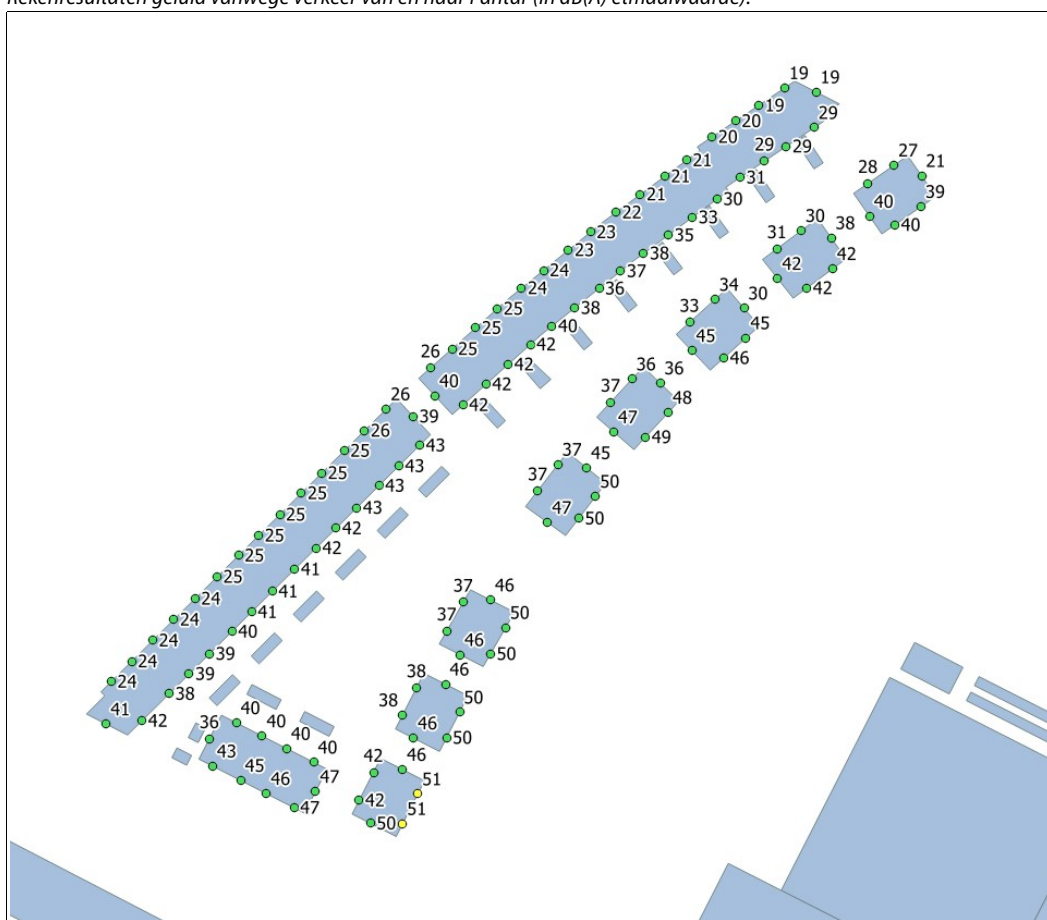 Rekenresultaten geluid vanwege verkeer van en naar Pantar (in dB(A) etmaalwaarde).
19 19
19
20 29
20
29 29
21 27
21 31 28 21
21 30 40 39
22 33 40
23 35 31 30 38
23 38
24 37 42 42
24 36 42
25 38 33 34 30
25 40 45 45
26 25 42 46
42 37 36 36
40 42
42 47 48
26 39 49
26 43
25 43 37 37 45
25 43 50
25 43 47 50
25 42
25 42
25 41
25 41 37 46
24 41 37 50
24 40 46 50
24 39
24 39 38 46
24 38 50
41 42 38 46 50
36 40 40 40 40
43 45 46 47 47
42 46 51
42 50 51